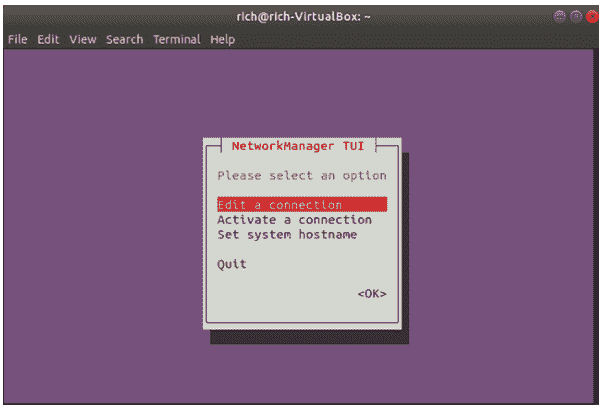 rich@rich-VirtualBox: ~
File Edit View Search Terminal Help
NetworkManager TUI
Please select an option
Edit a connection
Activate a connection
Set system hostname
Quit
<OK>